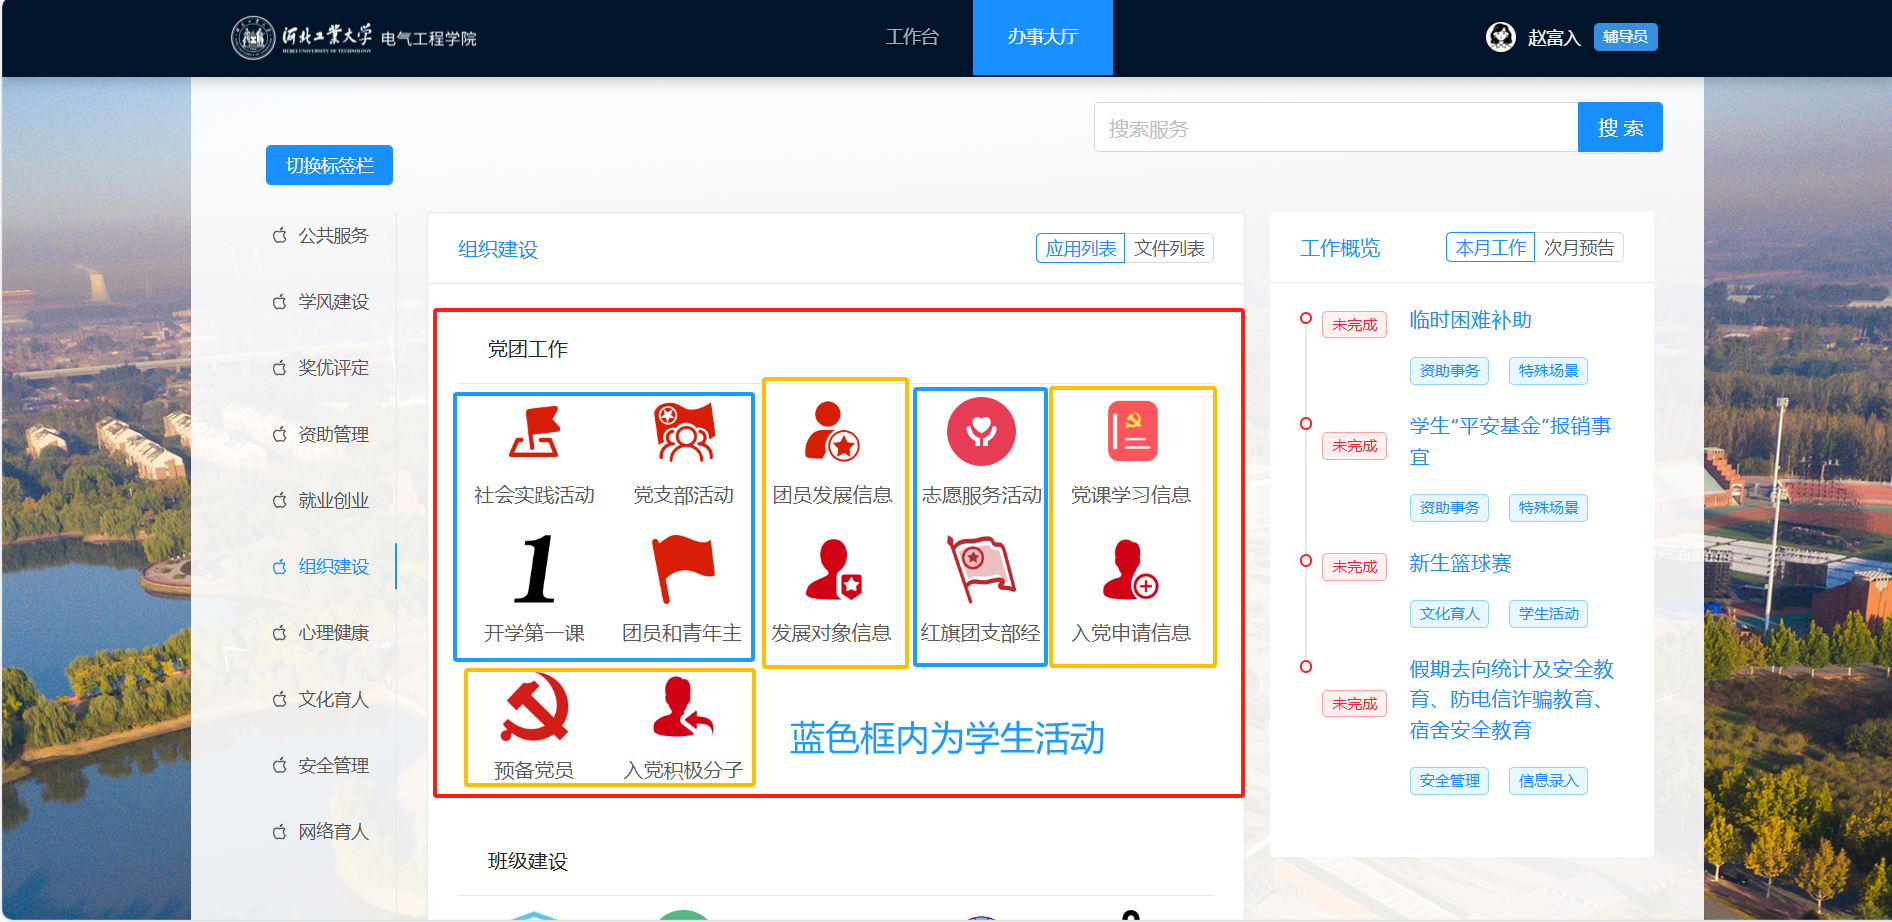 河北工業大学 电气工程学院
HEBEI UNIVERSITY OF TECHNOLOGY
工作台
办事大厅
赵富入
辅导员
搜索服务
搜 索
切换标签栏
公共服务
学风建设
奖优评定
资助管理
就业创业
组织建设
心理健康
文化育人
安全管理
网络育人
组织建设
应用列表
文件列表
党团工作
社会实践活动
党支部活动
团员发展信息
志愿服务活动
党课学习信息
1
开学第一课
团员和青年主
发展对象信息
红旗团支部经
入党申请信息
预备党员
入党积极分子
蓝色框内为学生活动
班级建设
工作概览
本月工作
次月预告
未完成
临时困难补助
资助事务
特殊场景
未完成
学生“平安基金”报销事
宜
资助事务
特殊场景
未完成
新生篮球赛
文化育人
学生活动
未完成
假期去向统计及安全教
育、防电信诈骗教育、
宿舍安全教育
安全管理
信息录入